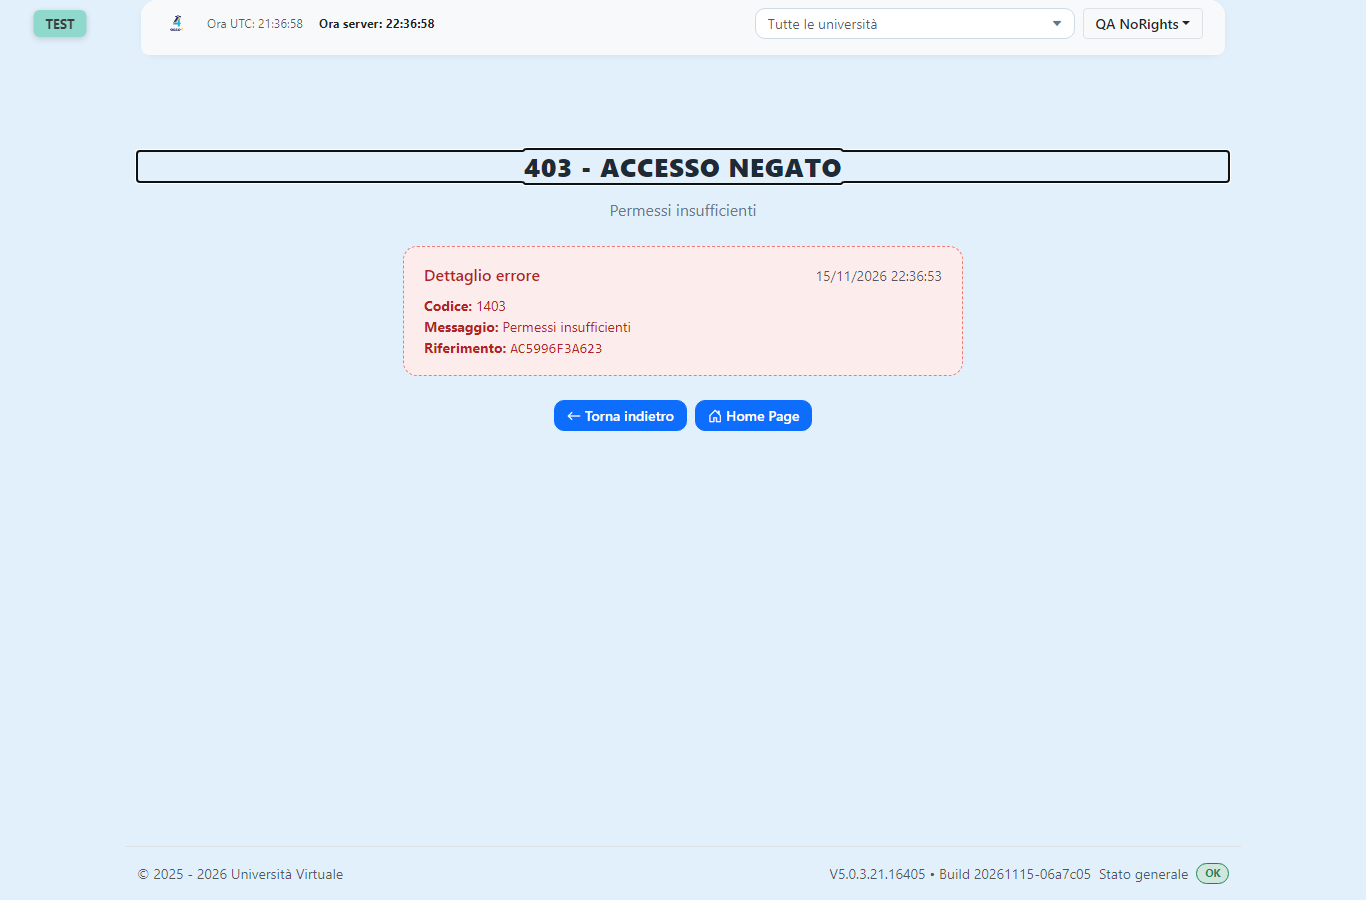 TEST
Ora UTC: 21:36:58 Ora server: 22:36:58 Tutte le università QA NoRights
403 - ACCESSO NEGATO
Permessi insufficienti
Dettaglio errore 15/11/2026 22:36:53
Codice: 1403
Messaggio: Permessi insufficienti
Riferimento: AC5996F3A623
Torna indietro Home Page
© 2025 - 2026 Università Virtuale V5.0.3.21.16405 • Build 20261115-06a7c05 Stato generale OK